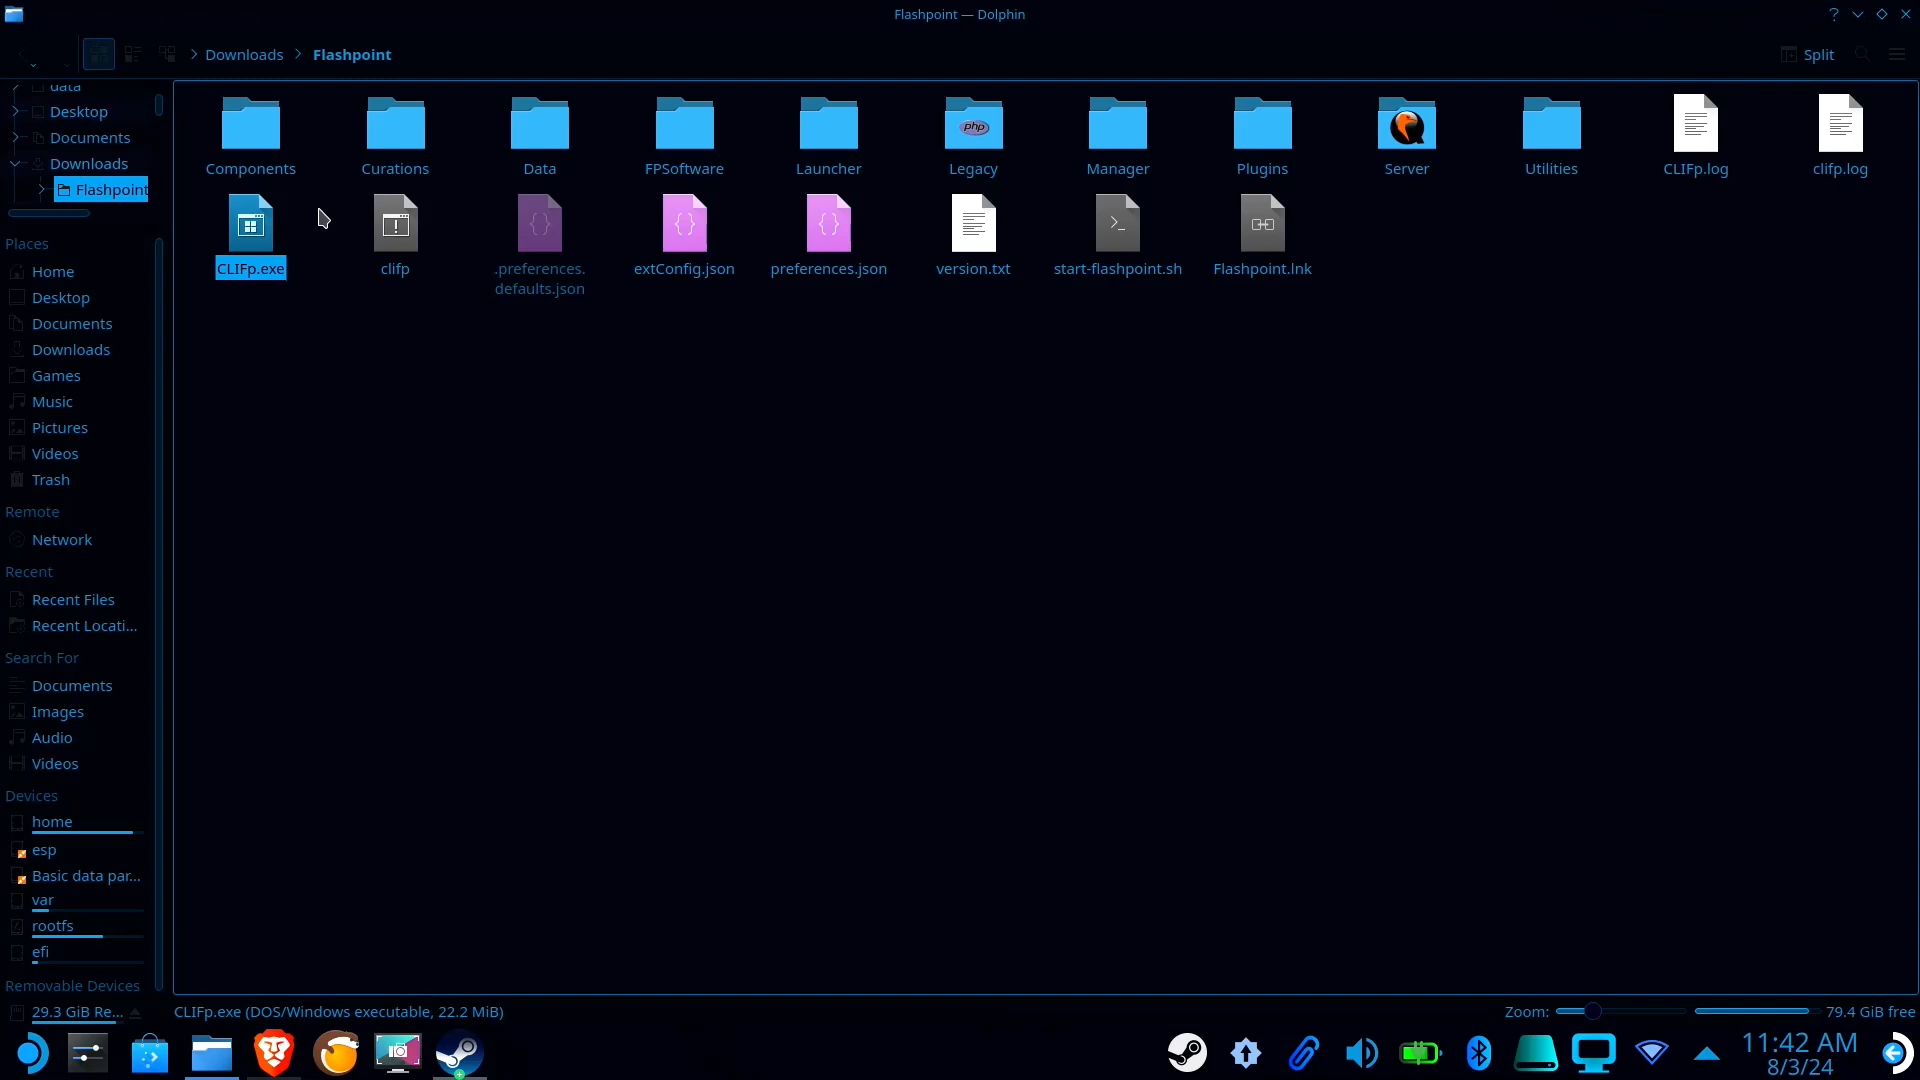 Flashpoint — Dolphin
Downloads
Flashpoint
Split
data
Desktop
Documents
Downloads
Flashpoint
Places
Home
Desktop
Documents
Downloads
Games
Music
Pictures
Videos
Trash
Remote
Network
Recent
Recent Files
Recent Locati...
Search For
Documents
Images
Audio
Videos
Devices
home
esp
Basic data par...
var
rootfs
efi
Removable Devices
29.3 GiB Re...
Components
Curations
Data
FPSoftware
Launcher
php
Legacy
Manager
Plugins
Server
Utilities
CLIFp.log
clifp.log
CLIFp.exe
clifp
.preferences.
defaults.json
extConfig.json
preferences.json
version.txt
start-flashpoint.sh
Flashpoint.lnk
CLIFp.exe (DOS/Windows executable, 22.2 MiB)
Zoom:
79.4 GiB free
11:42 AM
8/3/24